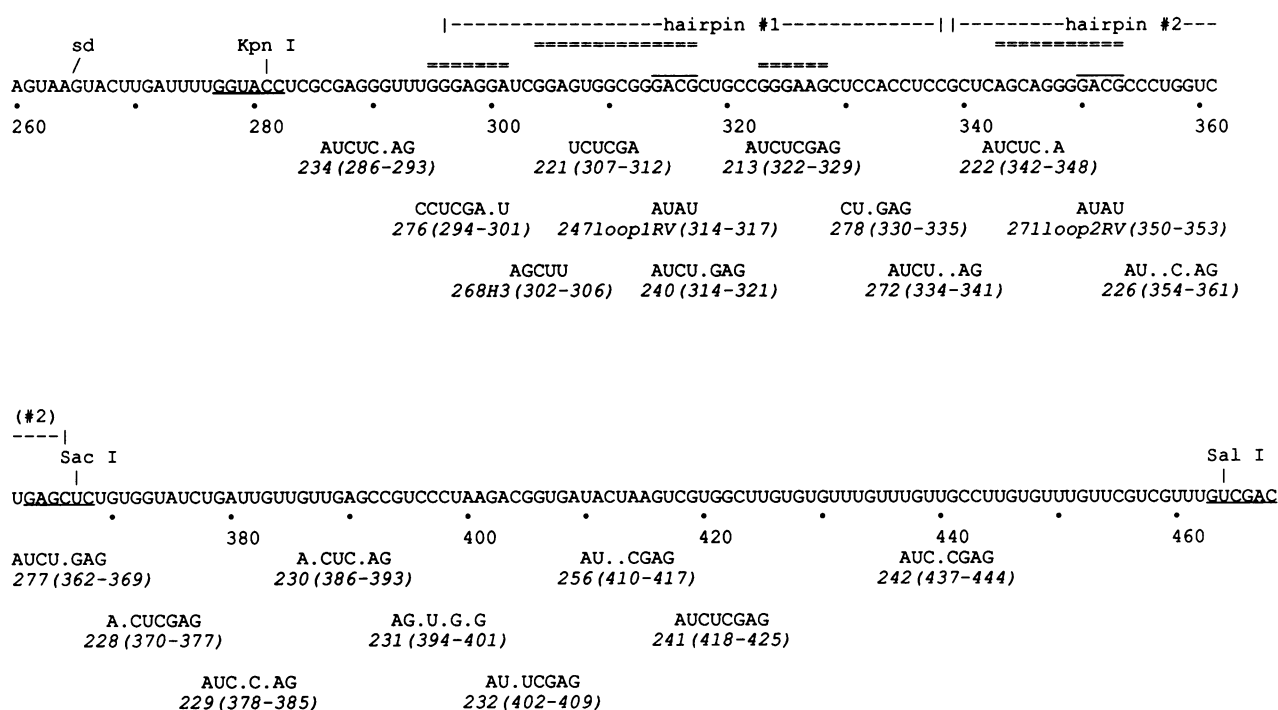 |-----------------hairpin #1------------||---------hairpin #2---
sd Kpn I ============== ===========
/ | ======= ======
AGUAAGUACUUGAUUUUGGUACCUCGCGAGGGUUUGGGAGGAUCGGAGUGGCGGGACGCUGCCGGGAAGCUCCACCUCCGCUCAGCAGGGGACGCCCUGGUC
260 280 300 320 340 360
AUCUC.AG UCUCGA AUCUCGAG AUCUC.A
234(286-293) 221(307-312) 213(322-329) 222(342-348)
CCUCGA.U AUAU CU.GAG AUAU
276(294-301) 247loop1RV(314-317) 278(330-335) 271loop2RV(350-353)
AGCUU AUCU.GAG AUCU..AG AU..C.AG
268H3(302-306) 240(314-321) 272(334-341) 226(354-361)
(#2)
----|
Sac I Sal I
UGAGCUCUGUGGUAUCUGAUUGUUGUUGAGCCGUCCCUAAGACGGUGAUACUAAGUCGUGGCUUGUGUGUUUGUUUGUUGCCUUGUGUUUGUUCGUCGUUUGUCGAC
380 400 420 440 460
AUCU.GAG A.CUC.AG AU..CGAG AUC.CGAG
277(362-369) 230(386-393) 256(410-417) 242(437-444)
A.CUCGAG AG.U.G.G AUCUCGAG
228(370-377) 231(394-401) 241(418-425)
AUC.C.AG AU.UCGAG
229(378-385) 232(402-409)